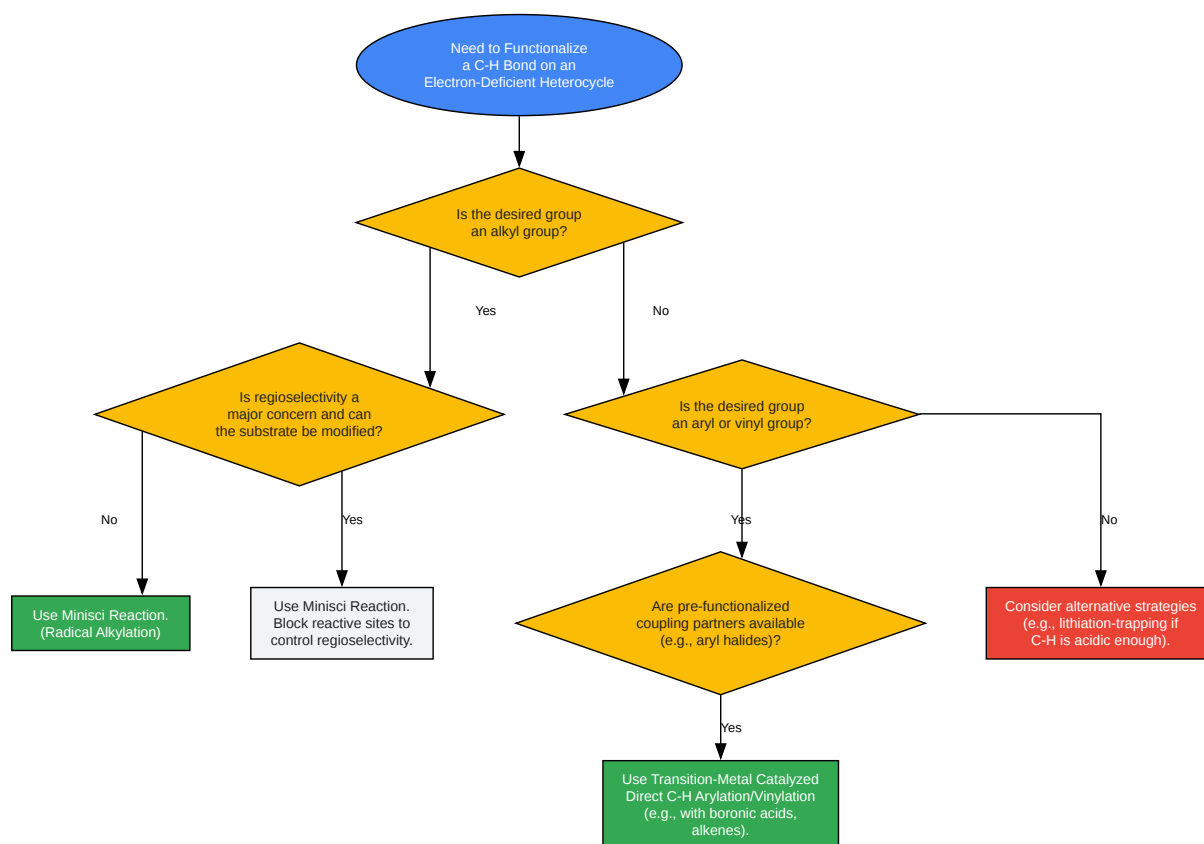 Need to Functionalize
a C-H Bond on an
Electron-Deficient Heterocycle
Is the desired group
an alkyl group?
Yes
No
Is regioselectivity a
major concern and can
the substrate be modified?
Is the desired group
an aryl or vinyl group?
No
Yes
Yes
No
Use Minisci Reaction.
(Radical Alkylation)
Use Minisci Reaction.
Block reactive sites to
control regioselectivity.
Are pre-functionalized
coupling partners available
(e.g., aryl halides)?
Consider alternative strategies
(e.g., lithiation-trapping if
C-H is acidic enough).
Yes
Use Transition-Metal Catalyzed
Direct C-H Arylation/Vinylation
(e.g., with boronic acids,
alkenes).